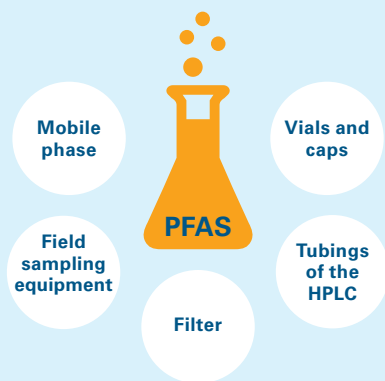 Mobile
phase
Vials and
caps
PFAS
Field
sampling
equipment
Tubings
of the
HPLC
Filter